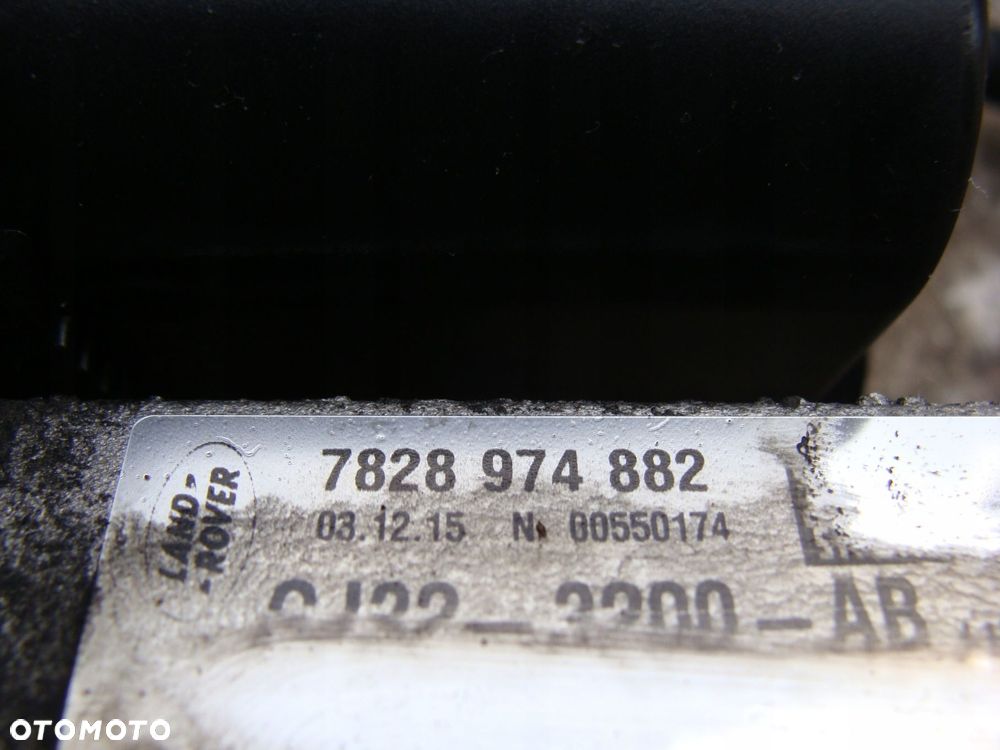 7828 974 882
LAND-
-ROVER
03.12.15 N. 00550174
OTOMOTO